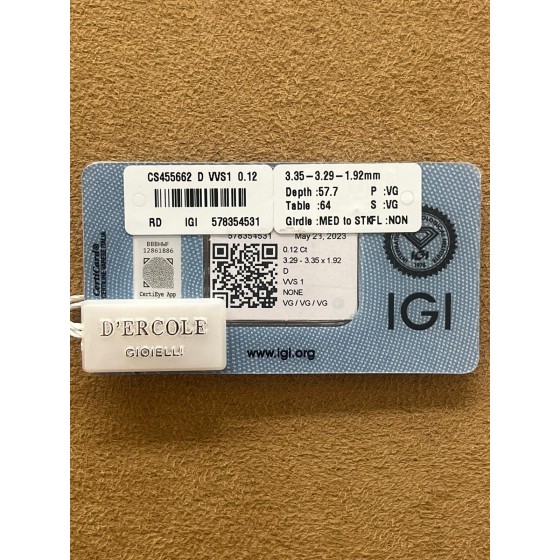 CS455662 D VVS1 0.12
RD IGI 578354531
3.35-3.29-1.92mm
Depth:57.7 P:VG
Table:64 S:VG
Girdle:MED to STKFL:NON
BBEHWF
12861886
CertiEye App
578354531
May 23, 2023
0.12 Ct
3.29 - 3.35 x 1.92
D
VVS 1
NONE
VG / VG / VG
IGI
www.igi.org
D'ERCOLE
GIOIELLI